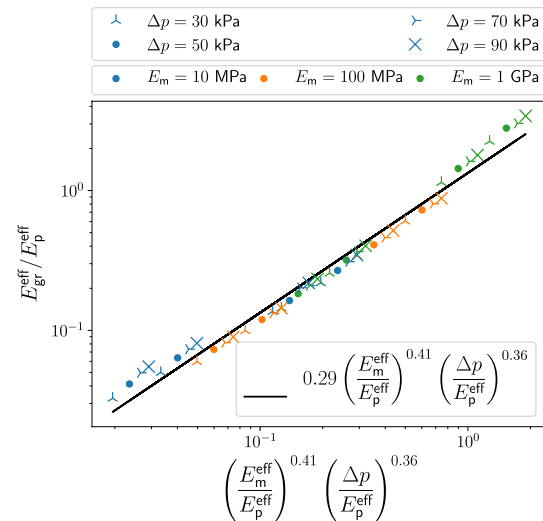 Δp = 30 kPa Δp = 70 kPa
Δp = 50 kPa Δp = 90 kPa
E_m = 10 MPa E_m = 100 MPa E_m = 1 GPa
E_gr^eff / E_p^eff
10^0
10^-1
0.29 (E_m^eff / E_p^eff)^0.41 (Δp / E_p^eff)^0.36
10^-1 10^0
(E_m^eff / E_p^eff)^0.41 (Δp / E_p^eff)^0.36